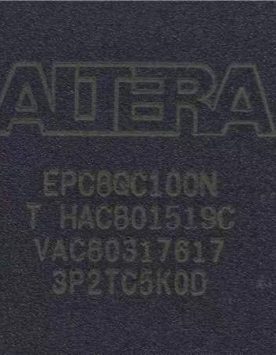 ALTERA
EPC8QC100N
T HAC801519C
VAC80317617
3P2TC5K0D